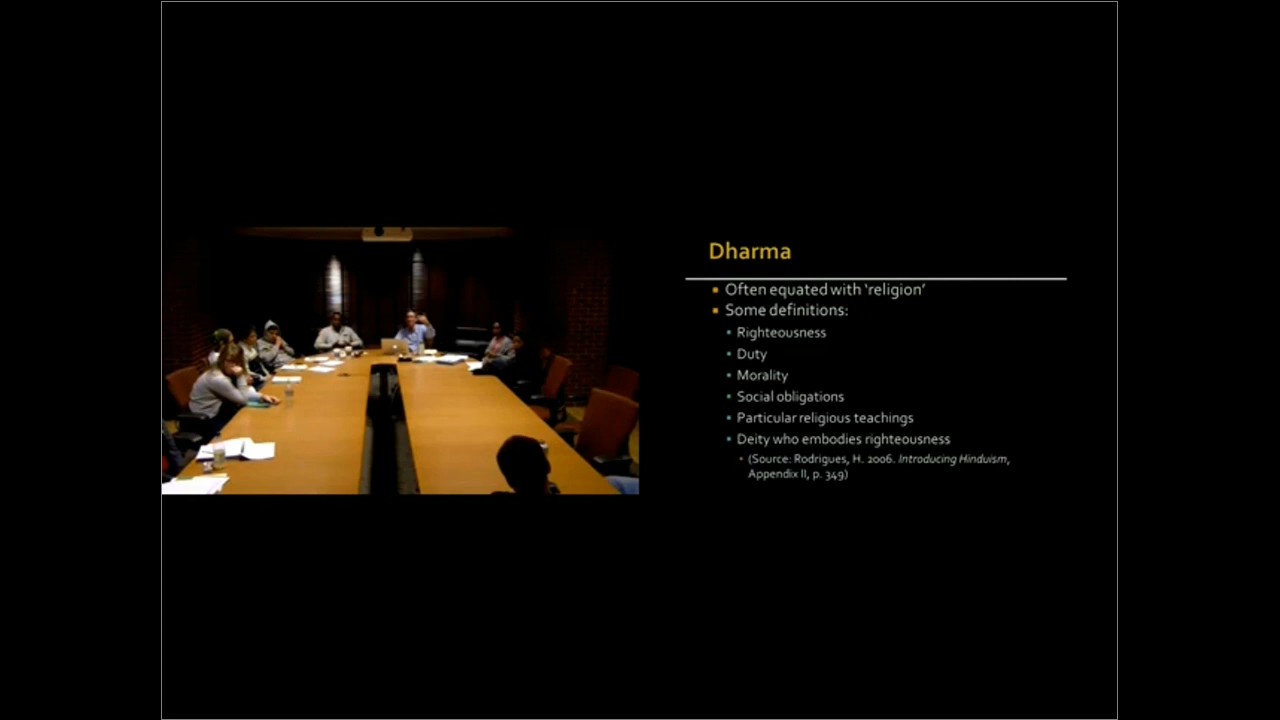 Dharma
Often equated with ‘religion’
Some definitions:
Righteousness
Duty
Morality
Social obligations
Particular religious teachings
Deity who embodies righteousness
(Source: Rodrigues, H. 2006. Introducing Hinduism,
Appendix II, p. 349)